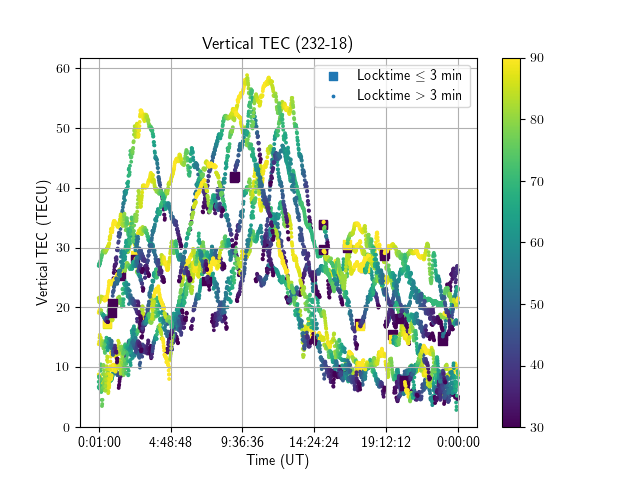 Vertical TEC (232-18)
Locktime ≤ 3 min
Locktime > 3 min
Vertical TEC (TECU)
60
50
40
30
20
10
0
0:01:00 4:48:48 9:36:36 14:24:24 19:12:12 0:00:00
Time (UT)
90
80
70
60
50
40
30